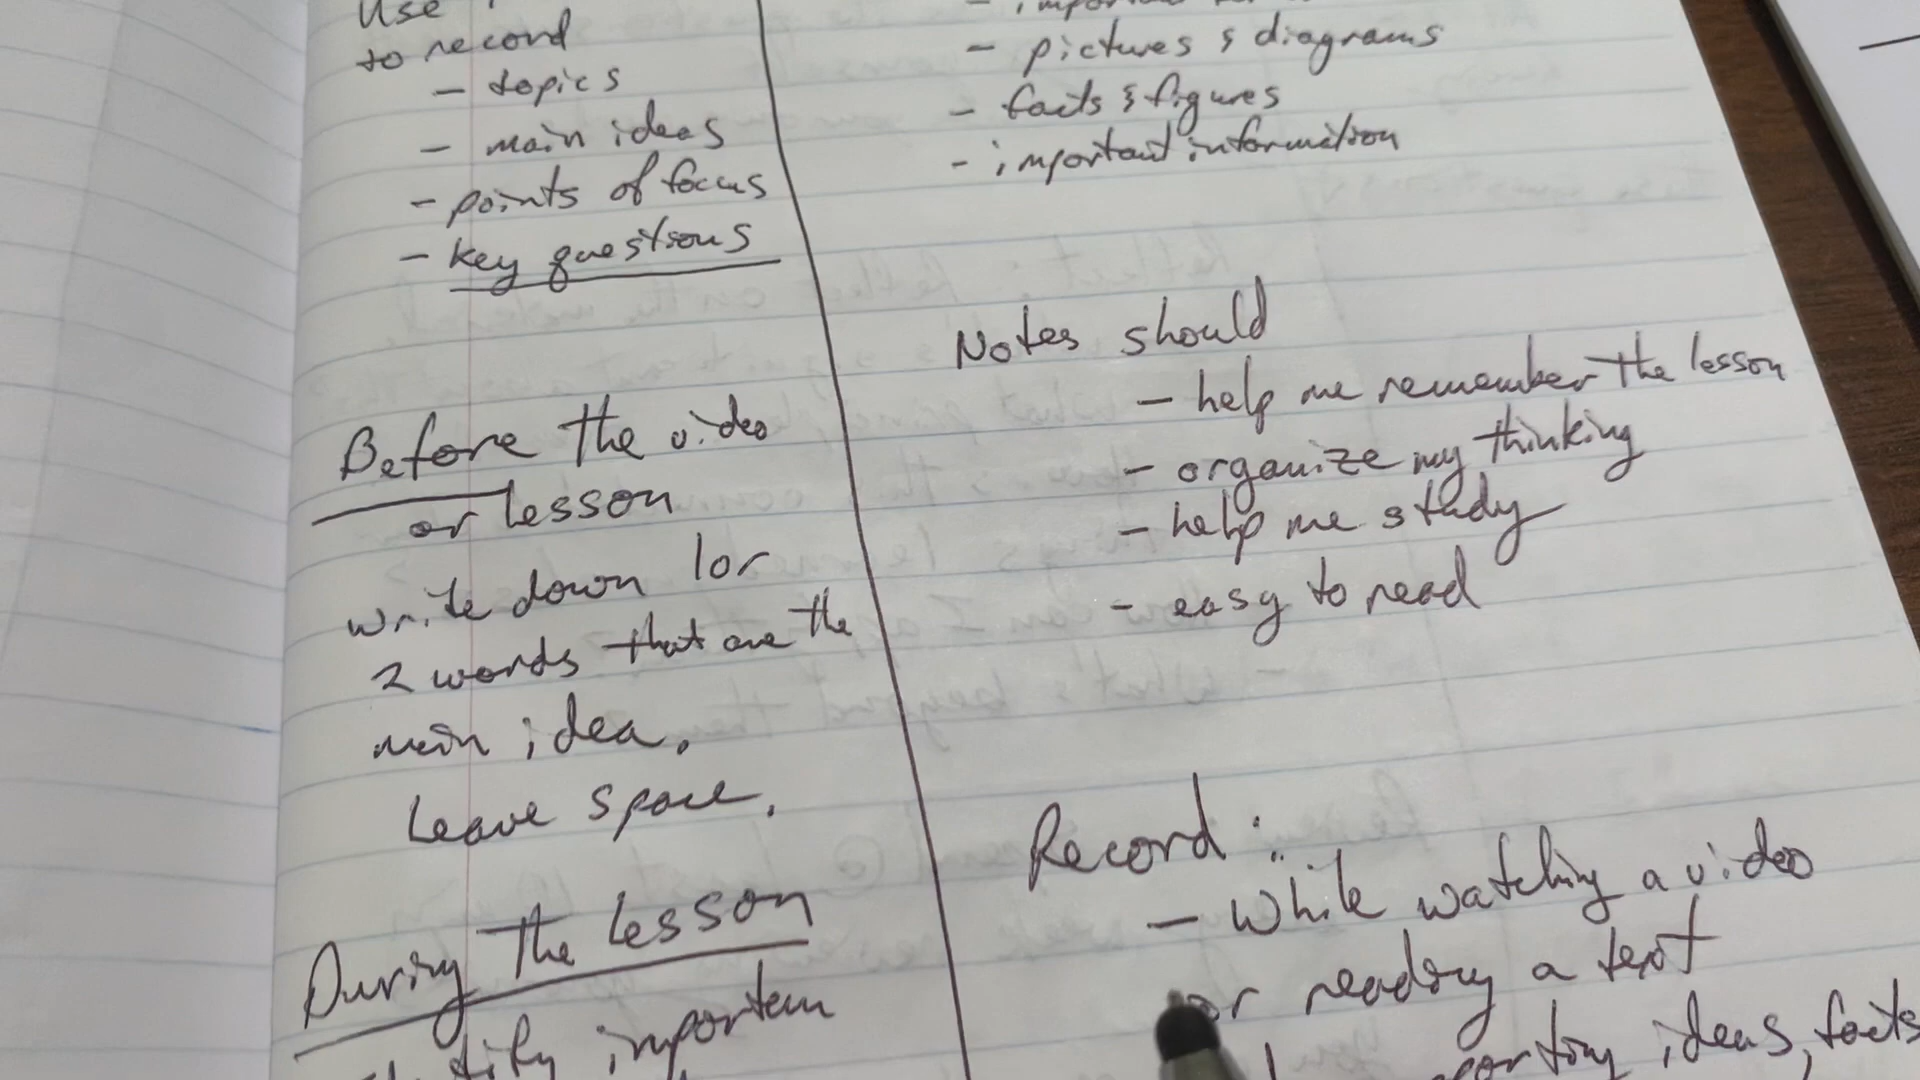 Use
to record
- topics
- main ideas
- points of focus
- key questions
Before the video
or lesson
write down 1 or
2 words that are the
main idea.
Leave space.
During the lesson
important
- pictures & diagrams
- facts & figures
- important information
Notes should
- help me remember the lesson
- organize my thinking
- help me study
- easy to read
Record:
- While watching a video
or reading a text
ideas, facts